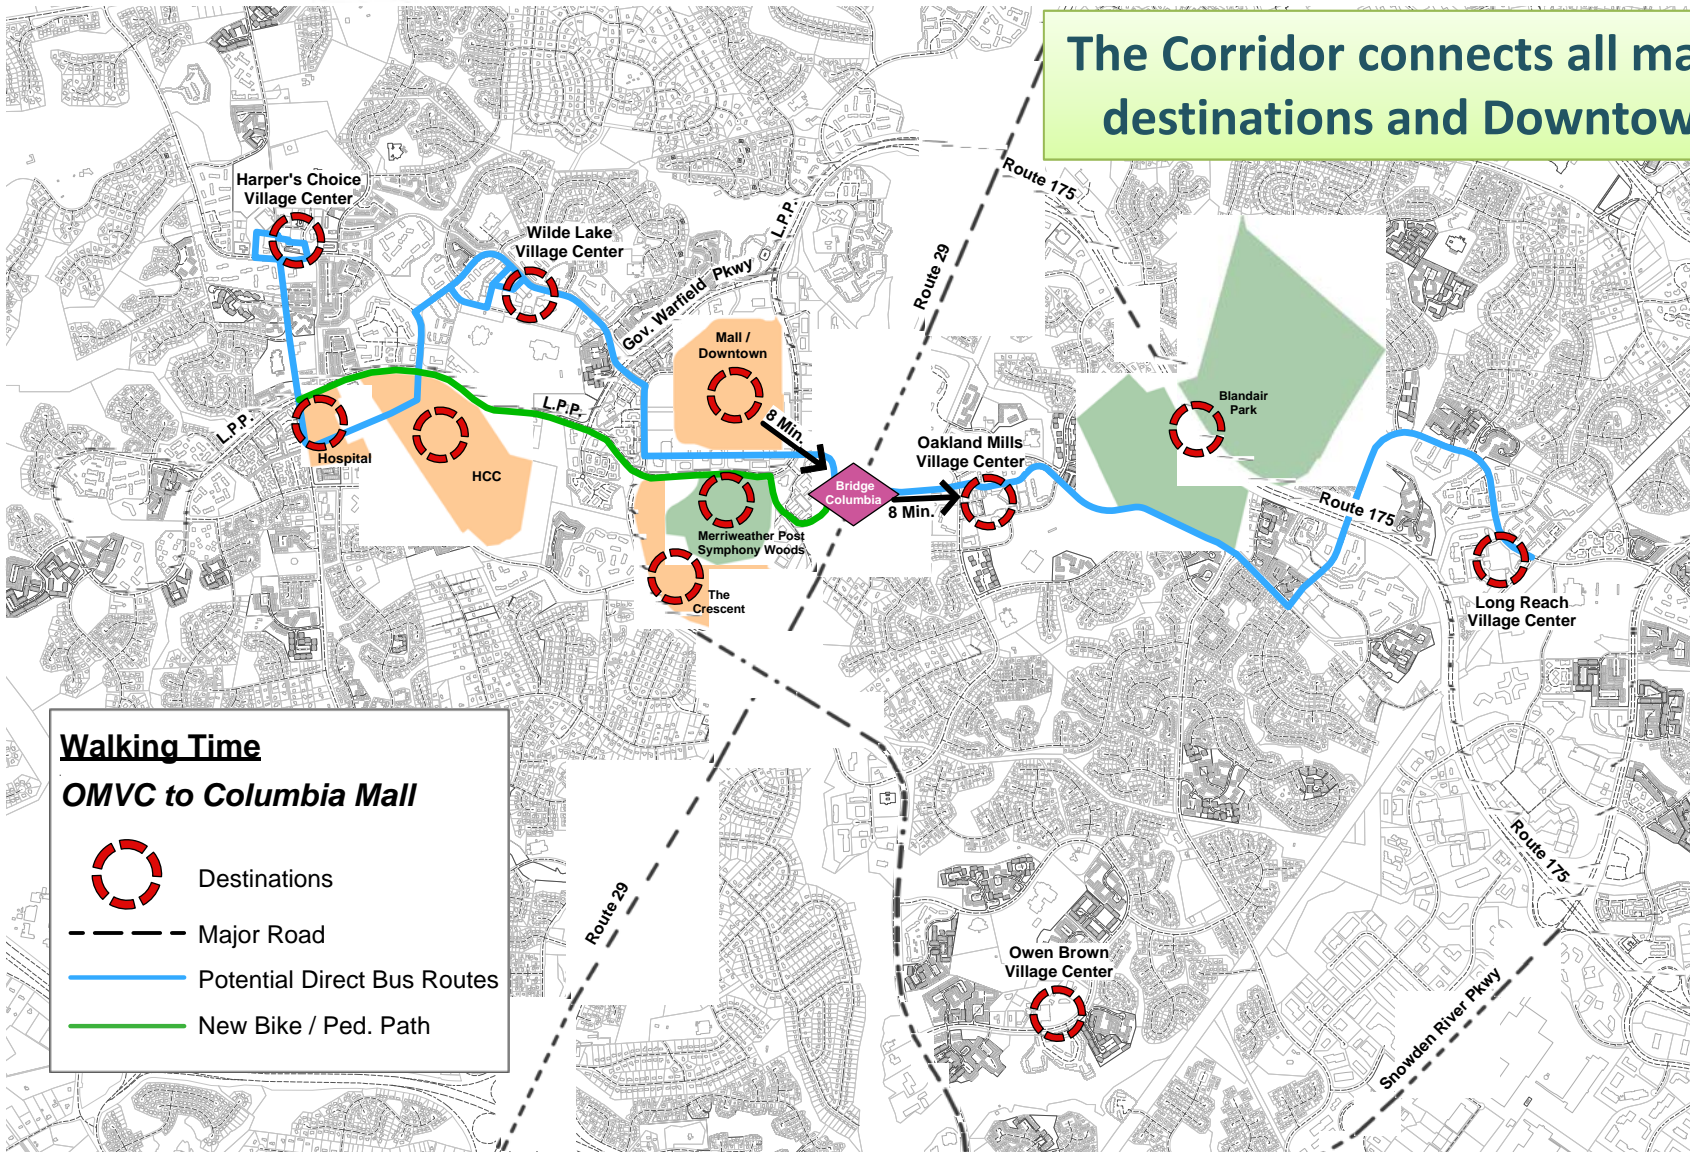 The Corridor connects all ma
destinations and Downtow
Route 175
Harper's Choice
Village Center
L.P.P.
Wilde Lake
Village Center
Gov. Warfield Pkwy
Route 29
Mall /
Downtown
8 Min.
Blandair
Park
L.P.P.
L.P.P.
Oakland Mills
Village Center
Hospital
HCC
Bridge
Columbia
8 Min.
Route 175
Merriweather Post
Symphony Woods
The
Crescent
Long Reach
Village Center
Walking Time
OMVC to Columbia Mall
Destinations
Major Road
Potential Direct Bus Routes
New Bike / Ped. Path
Route 29
Route 175
Owen Brown
Village Center
Snowden River Pkwy